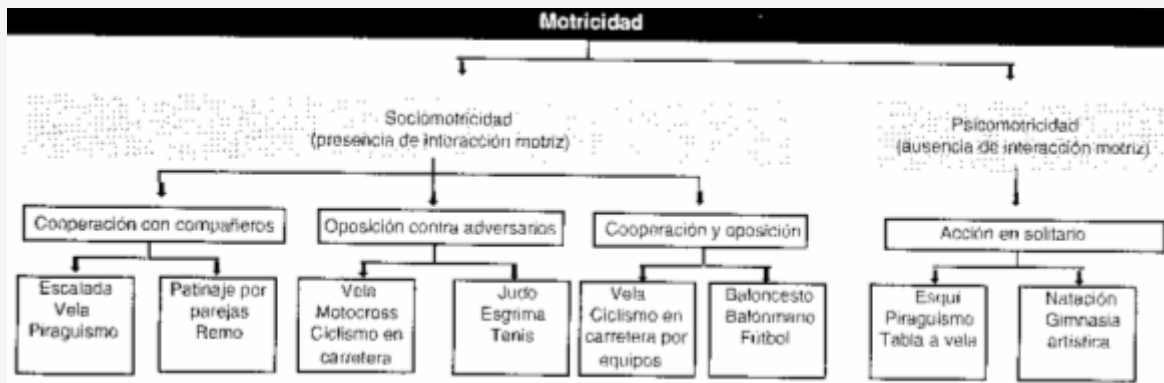 Motricidad
Sociomotricidad
(presencia de interacción motriz)
Psicomotricidad
(ausencia de interacción motriz)
Cooperación con compañeros
Oposición contra adversarios
Cooperación y oposición
Acción en solitario
Escalada
Vela
Piragüismo
Patinaje por
parejas
Remo
Vela
Motocross
Ciclismo en
carretera
Judo
Esgrima
Tenis
Vela
Ciclismo en
carretera por
equipos
Baloncesto
Balonmano
Fútbol
Esquí
Piragüismo
Tabla a vela
Natación
Gimnasia
artística